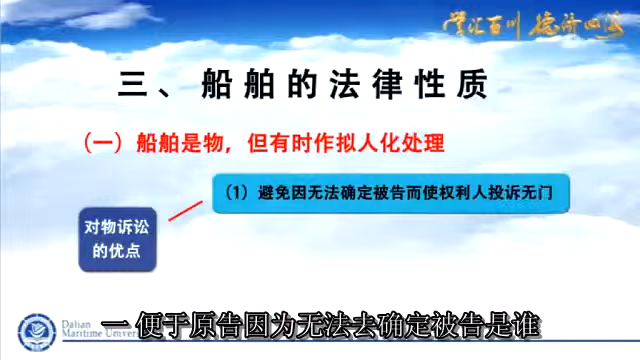 学汇百川 德济四海
三、船舶的法律性质
（一）船舶是物，但有时作拟人化处理
（1）避免因无法确定被告而使权利人投诉无门
对物诉讼
的优点
Dalian
Maritime Univer
一 便于原告因为无法去确定被告是谁